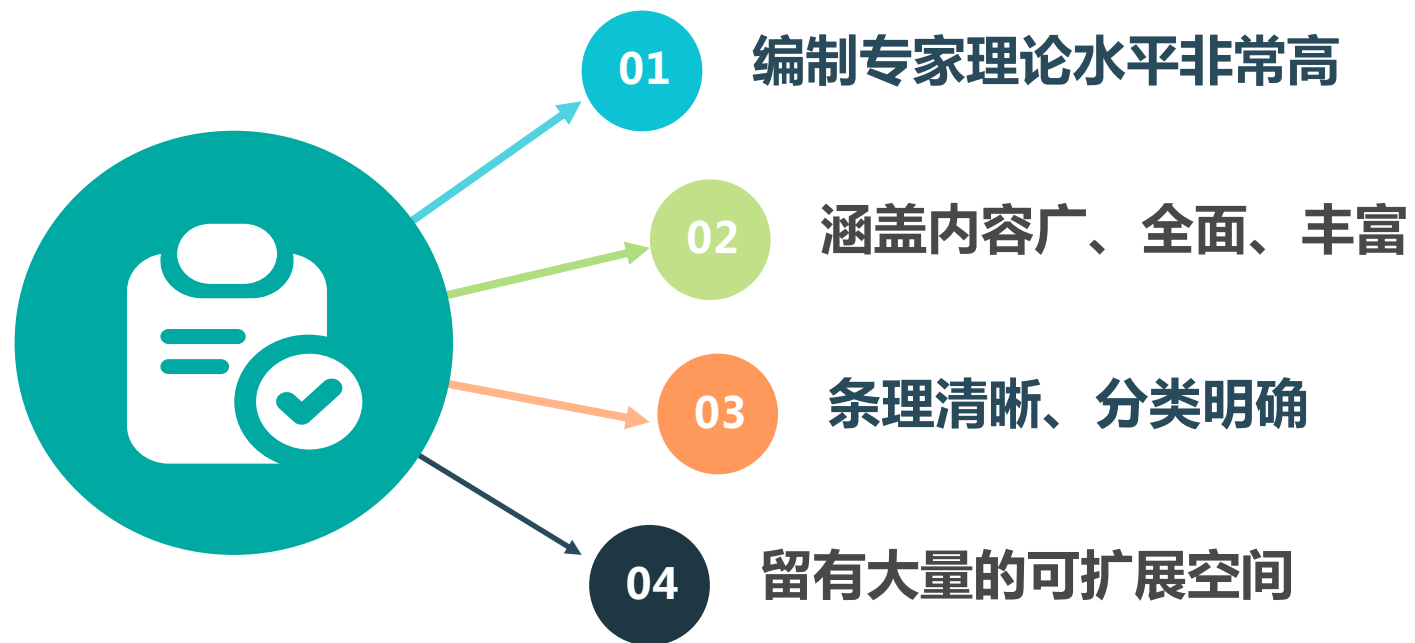 01 编制专家理论水平非常高
02 涵盖内容广、全面、丰富
03 条理清晰、分类明确
04 留有大量的可扩展空间